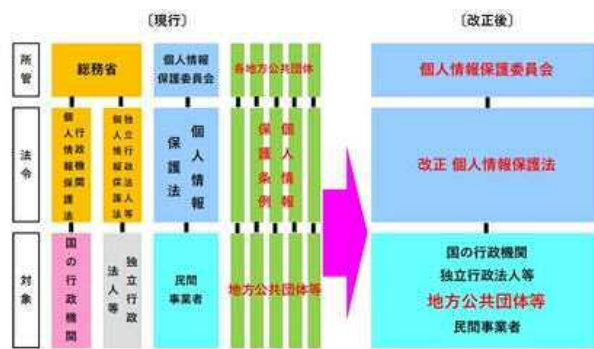 〔現行〕
〔改正後〕
所管
総務省
個人情報
保護委員会
各地方公共団体
個人情報保護委員会
法令
行政機関
個人情報保護法
独立行政法人等
個人情報保護法
個人情報
保護法
個人情報
保護条例
改正 個人情報保護法
対象
国の行政機関
独立行政
法人等
民間
事業者
地方公共団体等
国の行政機関
独立行政法人等
地方公共団体等
民間事業者